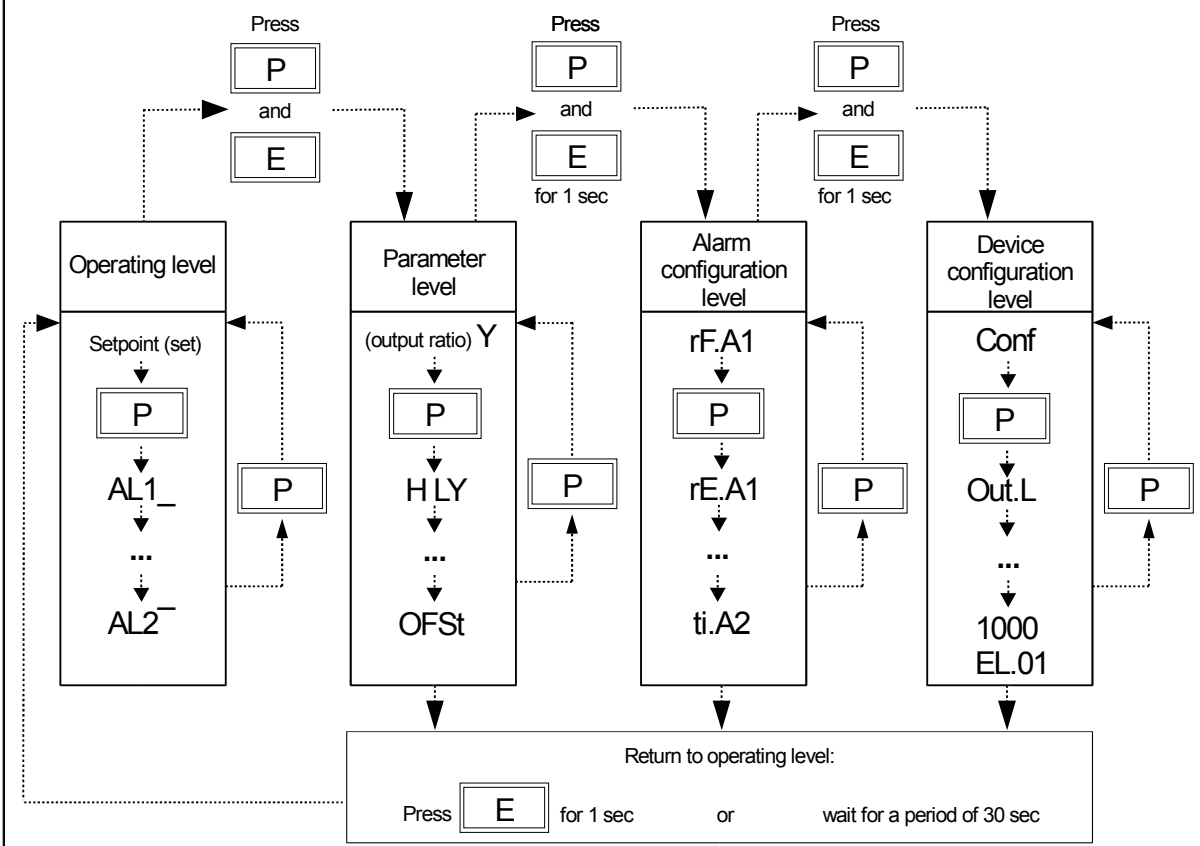 Press
P
and
E
Press
P
and
E
for 1 sec
Press
P
and
E
for 1 sec
Operating level
Setpoint (set)
P
AL1_
...
AL2¯
P
Parameter
level
(output ratio) Y
P
H LY
...
OFSt
P
Alarm
configuration
level
rF.A1
P
rE.A1
...
ti.A2
P
Device
configuration
level
Conf
P
Out.L
...
1000
EL.01
P
Return to operating level:
Press E for 1 sec or wait for a period of 30 sec